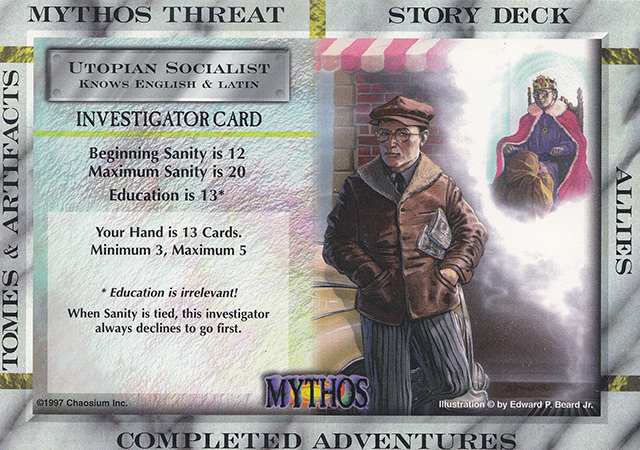 MYTHOS THREAT
STORY DECK
TOMES & ARTIFACTS
UTOPIAN SOCIALIST
KNOWS ENGLISH & LATIN
INVESTIGATOR CARD
Beginning Sanity is 12
Maximum Sanity is 20
Education is 13*
Your Hand is 13 Cards.
Minimum 3, Maximum 5
* Education is irrelevant!
When Sanity is tied, this investigator
always declines to go first.
ALLIES
©1997 Chaosium Inc.
MYTHOS
Illustration © by Edward P. Beard Jr.
COMPLETED ADVENTURES